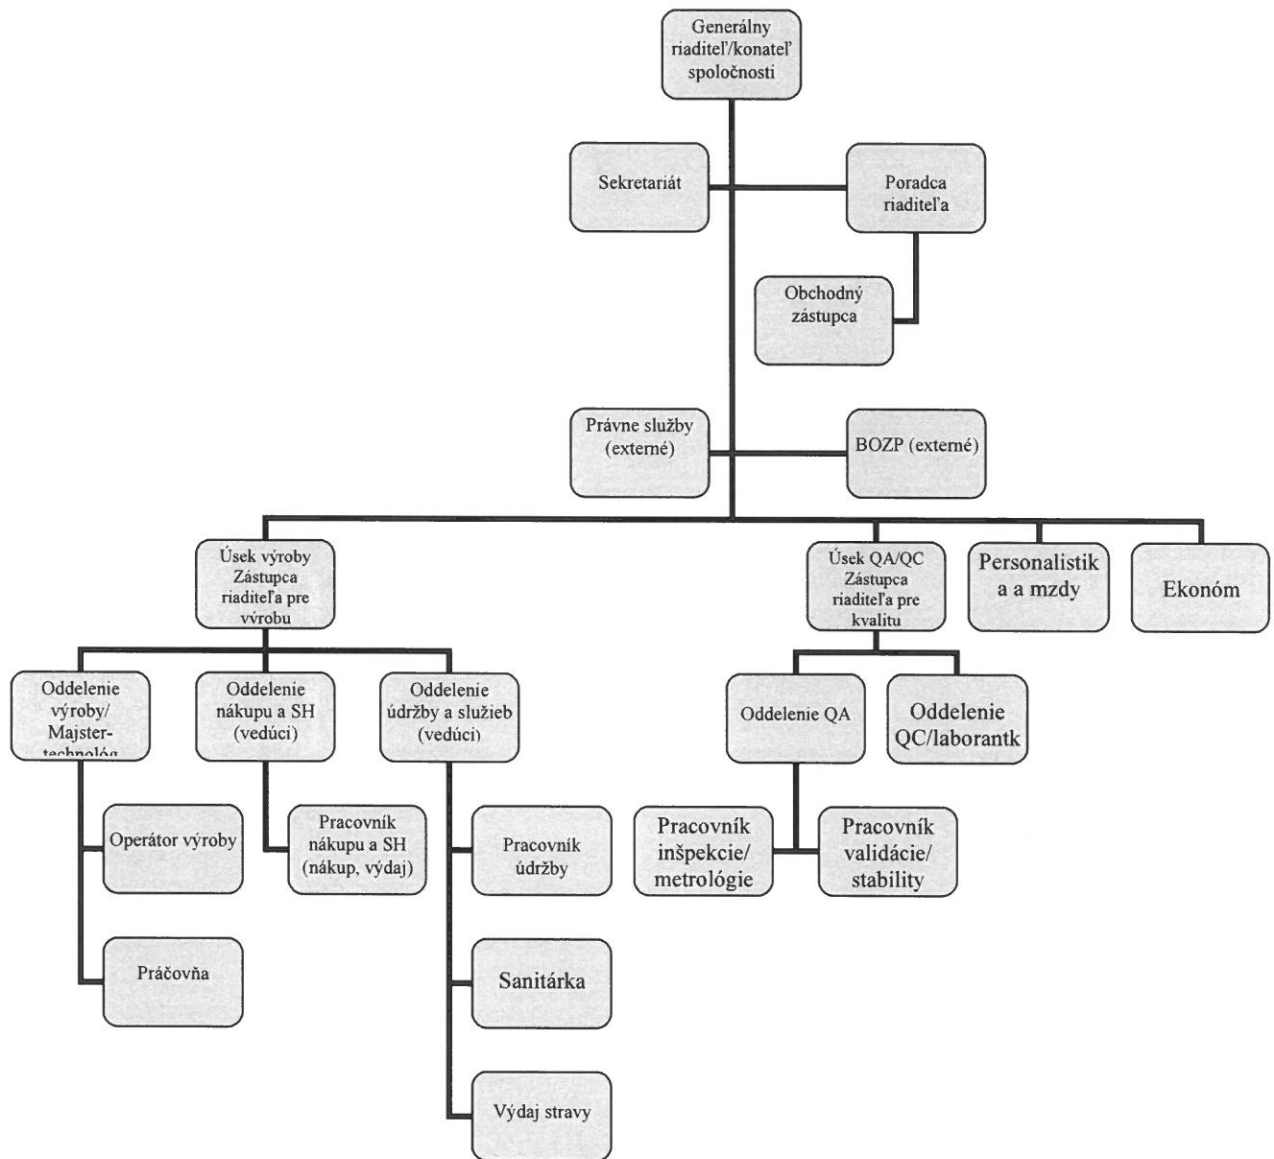 Generálny
riaditeľ/konateľ
spoločnosti
Sekretariát
Poradca
riaditeľa
Obchodný
zástupca
Právne služby
(externé)
BOZP (externé)
Úsek výroby
Zástupca
riaditeľa pre
výrobu
Úsek QA/QC
Zástupca
riaditeľa pre
kvalitu
Personalistik
a a mzdy
Ekonóm
Oddelenie
výroby/
Majster-
technológ
Oddelenie
nákupu a SH
(vedúci)
Oddelenie
údržby a služieb
(vedúci)
Oddelenie QA
Oddelenie
QC/laborantk
Operátor výroby
Pracovník
nákupu a SH
(nákup, výdaj)
Pracovník
údržby
Pracovník
inšpekcie/
metrológie
Pracovník
validácie/
stability
Práčovňa
Sanitárka
Výdaj stravy